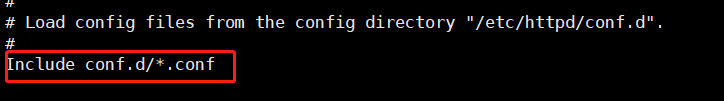 #
# Load config files from the config directory "/etc/httpd/conf.d".
#
Include conf.d/*.conf